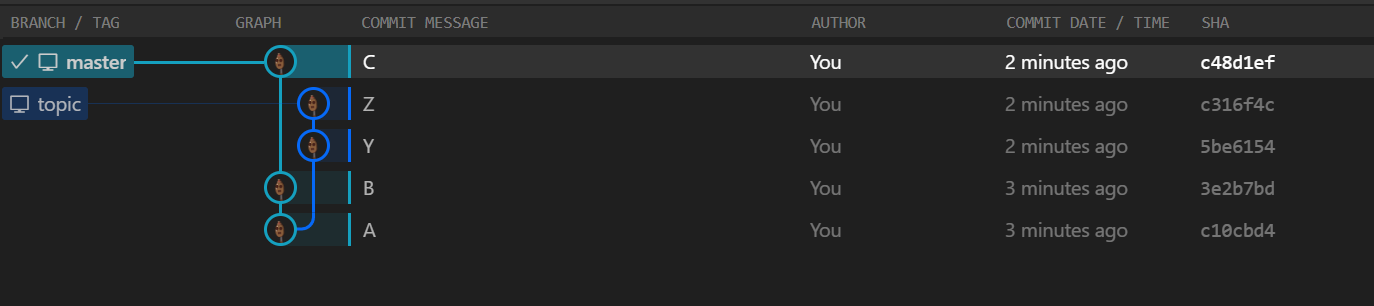 BRANCH / TAG GRAPH COMMIT MESSAGE AUTHOR COMMIT DATE / TIME SHA
master C You 2 minutes ago c48d1ef
topic Z You 2 minutes ago c316f4c
Y You 2 minutes ago 5be6154
B You 3 minutes ago 3e2b7bd
A You 3 minutes ago c10cbd4